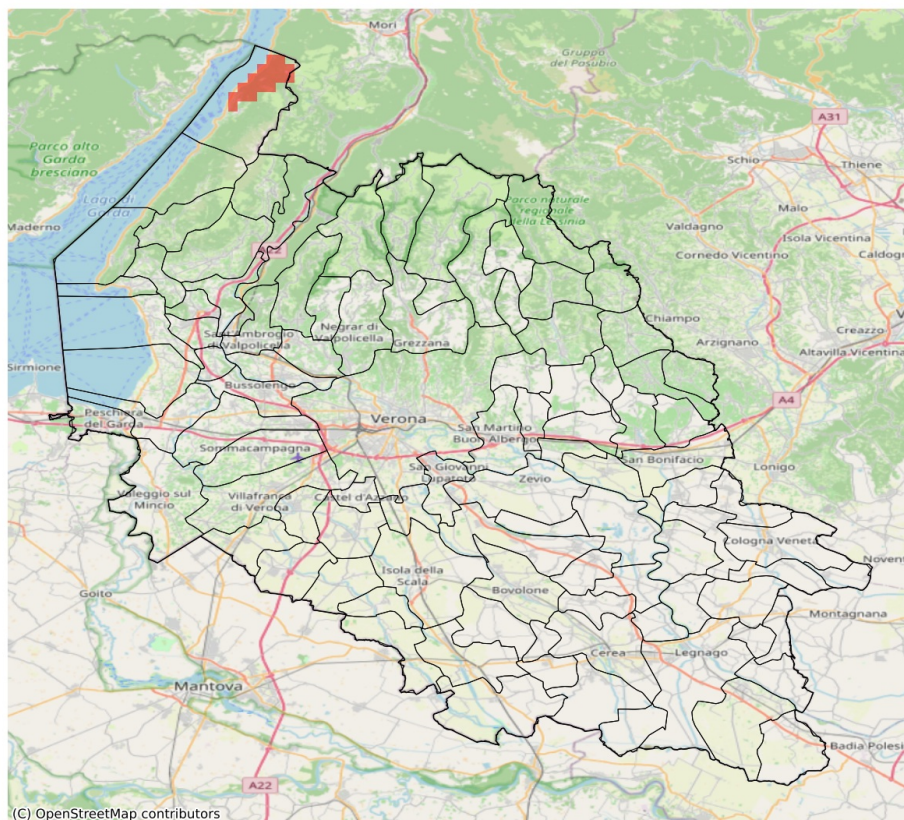 Mori
Gruppo
del Pasubio
A31
Parco alto
Garda
bresciano
Schio
Thiene
Lago di
Garda
Parco naturale
regionale
della Lessinia
Malo
Maderno
Valdagno
Isola Vicentina
Cornedo Vicentino
Caldogn
Chiampo
Sant'Ambrogio
di Valpolicella
Negrar di
Valpolicella
Grezzana
Arzignano
Creazzo
Altavilla Vicentina
Sirmione
Bussolengo
A4
Peschiera
del Garda
Verona
San Martino
Buon Albergo
Sommacampagna
San Giovanni
Lupatoto
Zevio
San Bonifacio
Lonigo
Valeggio sul
Mincio
Villafranca
di Verona
Castel d'Azzano
Cologna Veneta
Noven
Isola della
Scala
Bovolone
Goito
Montagnana
Cerea
Legnago
Mantova
Badia Polesi
A22
(C) OpenStreetMap contributors